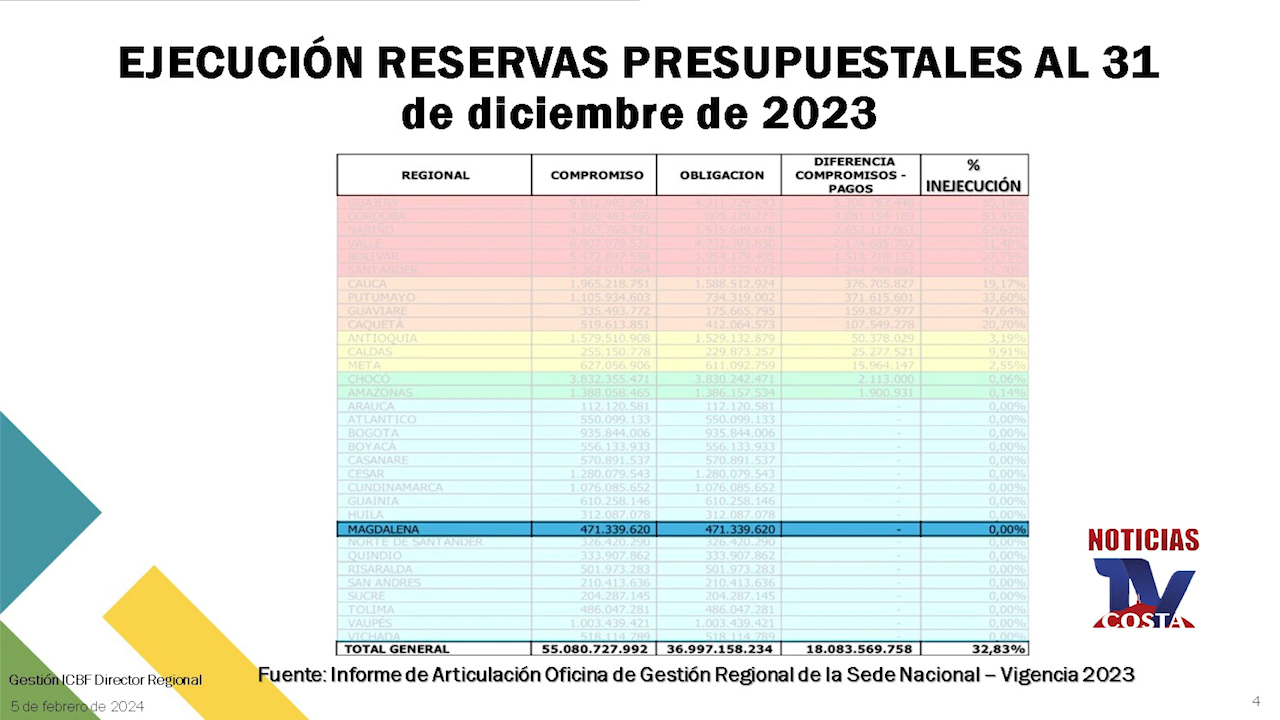 EJECUCIÓN RESERVAS PRESUPUESTALES AL 31
de diciembre de 2023
REGIONAL COMPROMISO OBLIGACION DIFERENCIA COMPROMISOS - PAGOS % INEJECUCIÓN
GUAJIRA
CORDOBA
NARIÑO
VALLE
BOLIVAR
SANTANDER
CAUCA 1.965.218.751 1.588.512.924 376.705.827 19,17%
PUTUMAYO 1.105.934.603 734.319.002 371.615.601 33,60%
GUAVIARE 335.493.772 175.665.795 159.827.977 47,64%
CAQUETÁ 519.613.851 412.064.573 107.549.278 20,70%
ANTIOQUIA 1.579.510.908 1.529.132.879 50.378.029 3,19%
CALDAS 255.150.778 229.873.257 25.277.521 9,91%
META 627.056.906 611.092.759 15.964.147 2,55%
CHOCÓ 3.832.355.471 3.830.242.471 2.113.000 0,06%
AMAZONAS 1.388.058.465 1.386.157.534 1.900.931 0,14%
ARAUCA 112.120.581 112.120.581 - 0,00%
ATLANTICO 550.099.133 550.099.133 - 0,00%
BOGOTA 935.844.006 935.844.006 - 0,00%
BOYACÁ 556.133.933 556.133.933 - 0,00%
CASANARE 570.891.537 570.891.537 - 0,00%
CESAR 1.280.079.543 1.280.079.543 - 0,00%
CUNDINAMARCA 1.076.085.652 1.076.085.652 - 0,00%
GUAINIA 610.258.146 610.258.146 - 0,00%
HUILA 312.087.078 312.087.078 - 0,00%
MAGDALENA 471.339.620 471.339.620 - 0,00%
NORTE DE SANTANDER 326.420.290 326.420.290 - 0,00%
QUINDIO 333.907.862 333.907.862 - 0,00%
RISARALDA 501.973.283 501.973.283 - 0,00%
SAN ANDRES 210.413.636 210.413.636 - 0,00%
SUCRE 204.287.145 204.287.145 - 0,00%
TOLIMA 486.047.281 486.047.281 - 0,00%
VAUPÉS 1.003.439.421 1.003.439.421 - 0,00%
VICHADA 518.114.789 518.114.789 - 0,00%
TOTAL GENERAL 55.080.727.992 36.997.158.234 18.083.569.758 32,83%
NOTICIAS
TV
COSTA
Fuente: Informe de Articulación Oficina de Gestión Regional de la Sede Nacional – Vigencia 2023
Gestión ICBF Director Regional
5 de febrero de 2024
4